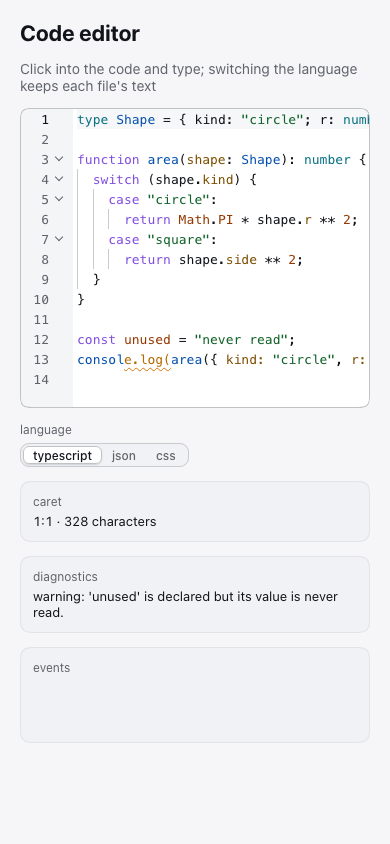 Code editor
Click into the code and type; switching the language
keeps each file's text
1 type Shape = { kind: "circle"; r: numb
2
3 function area(shape: Shape): number {
4 switch (shape.kind) {
5 case "circle":
6 return Math.PI * shape.r ** 2;
7 case "square":
8 return shape.side ** 2;
9 }
10 }
11
12 const unused = "never read";
13 console.log(area({ kind: "circle", r:
14
language
typescript json css
caret
1:1 · 328 characters
diagnostics
warning: 'unused' is declared but its value is never
read.
events